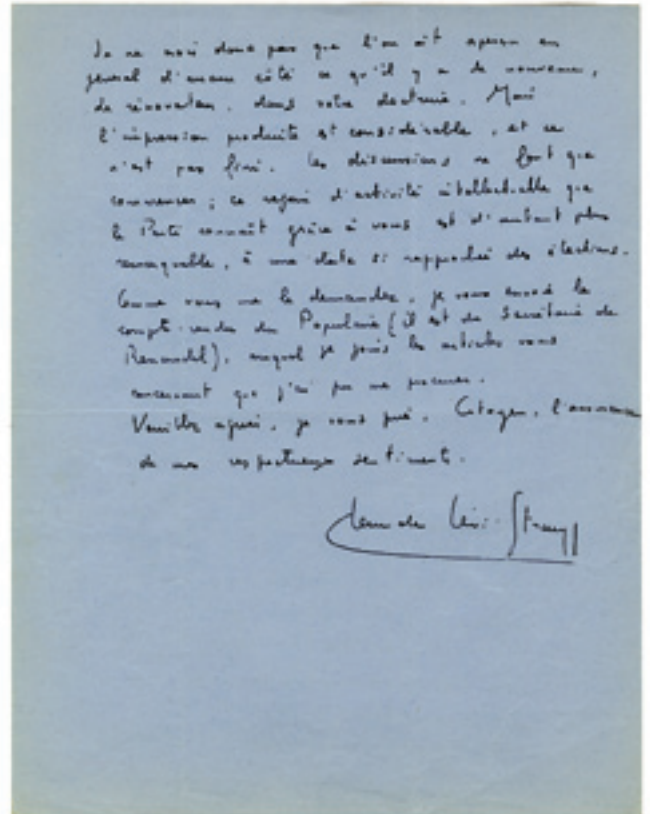 Je ne crois donc pas que l'on ait aperçu en
général d'aucun côté ce qu'il y a de nouveau,
de rénovateur, dans votre doctrine. Mais
l'impression produite est considérable, et ce
n'est pas fini. Les discussions ne font que
commencer ; ce regain d'activité intellectuelle que
le Parti connaît grâce à vous est d'autant plus
remarquable, à une date si rapprochée des élections.
Comme vous me le demandez, je vous envoie le
compte-rendu du Populaire (il est du Secrétaire de
Renaudel), auquel je joins les articles vous
concernant que j'ai pu me procurer.
Veuillez agréer, je vous prie, Citoyen, l'assurance
de mes respectueux sentiments.
Claude Lévi-Strauss